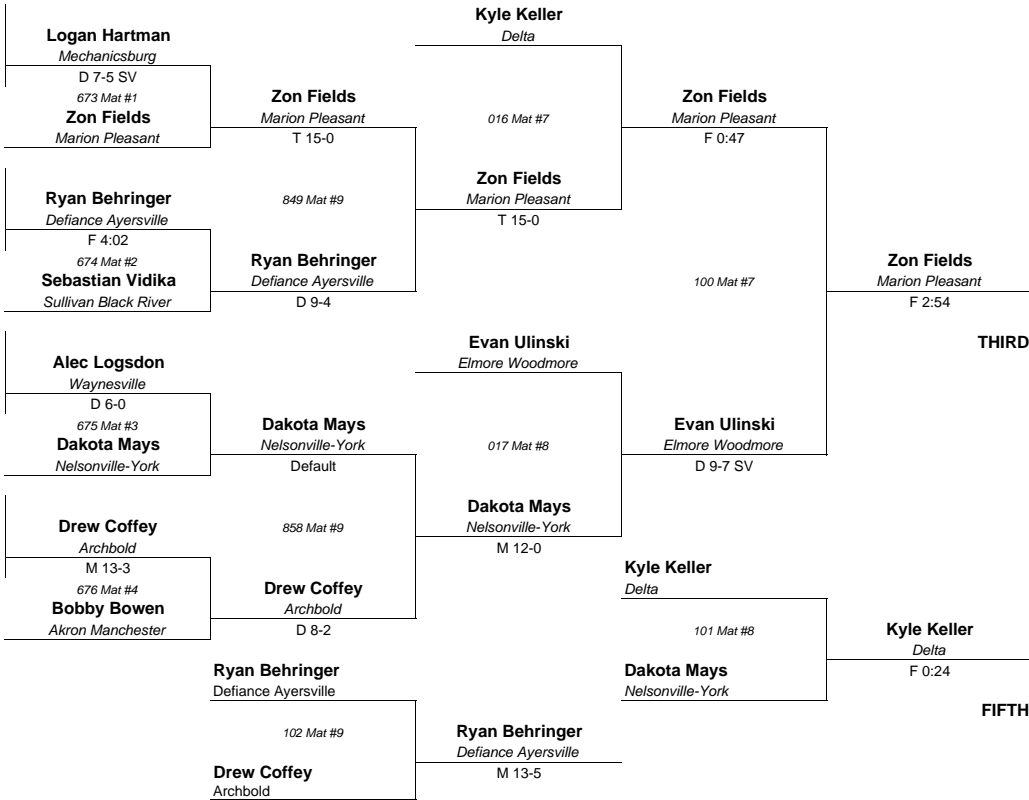 Kyle Keller
Delta
Logan Hartman
Mechanicsburg
D 7-5 SV
673 Mat #1
Zon Fields
Marion Pleasant
Zon Fields
Marion Pleasant
T 15-0
016 Mat #7
Zon Fields
Marion Pleasant
F 0:47
Ryan Behringer
Defiance Ayersville
F 4:02
674 Mat #2
Sebastian Vidika
Sullivan Black River
849 Mat #9
Zon Fields
Marion Pleasant
T 15-0
Ryan Behringer
Defiance Ayersville
D 9-4
100 Mat #7
Zon Fields
Marion Pleasant
F 2:54
THIRD
Alec Logsdon
Waynesville
D 6-0
675 Mat #3
Dakota Mays
Nelsonville-York
Evan Ulinski
Elmore Woodmore
Dakota Mays
Nelsonville-York
Default
017 Mat #8
Evan Ulinski
Elmore Woodmore
D 9-7 SV
Drew Coffey
Archbold
M 13-3
676 Mat #4
Bobby Bowen
Akron Manchester
858 Mat #9
Dakota Mays
Nelsonville-York
M 12-0
Drew Coffey
Archbold
D 8-2
Kyle Keller
Delta
101 Mat #8
Dakota Mays
Nelsonville-York
Kyle Keller
Delta
F 0:24
FIFTH
Ryan Behringer
Defiance Ayersville
102 Mat #9
Drew Coffey
Archbold
Ryan Behringer
Defiance Ayersville
M 13-5